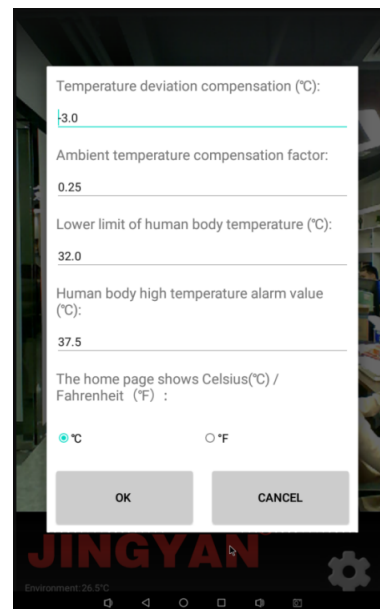 Temperature deviation compensation (℃):
-3.0
Ambient temperature compensation factor:
0.25
Lower limit of human body temperature (℃):
32.0
Human body high temperature alarm value
(℃):
37.5
The home page shows Celsius(℃) /
Fahrenheit（℉）:
℃ ℉
OK CANCEL
JINGYAN
Environment:26.5℃